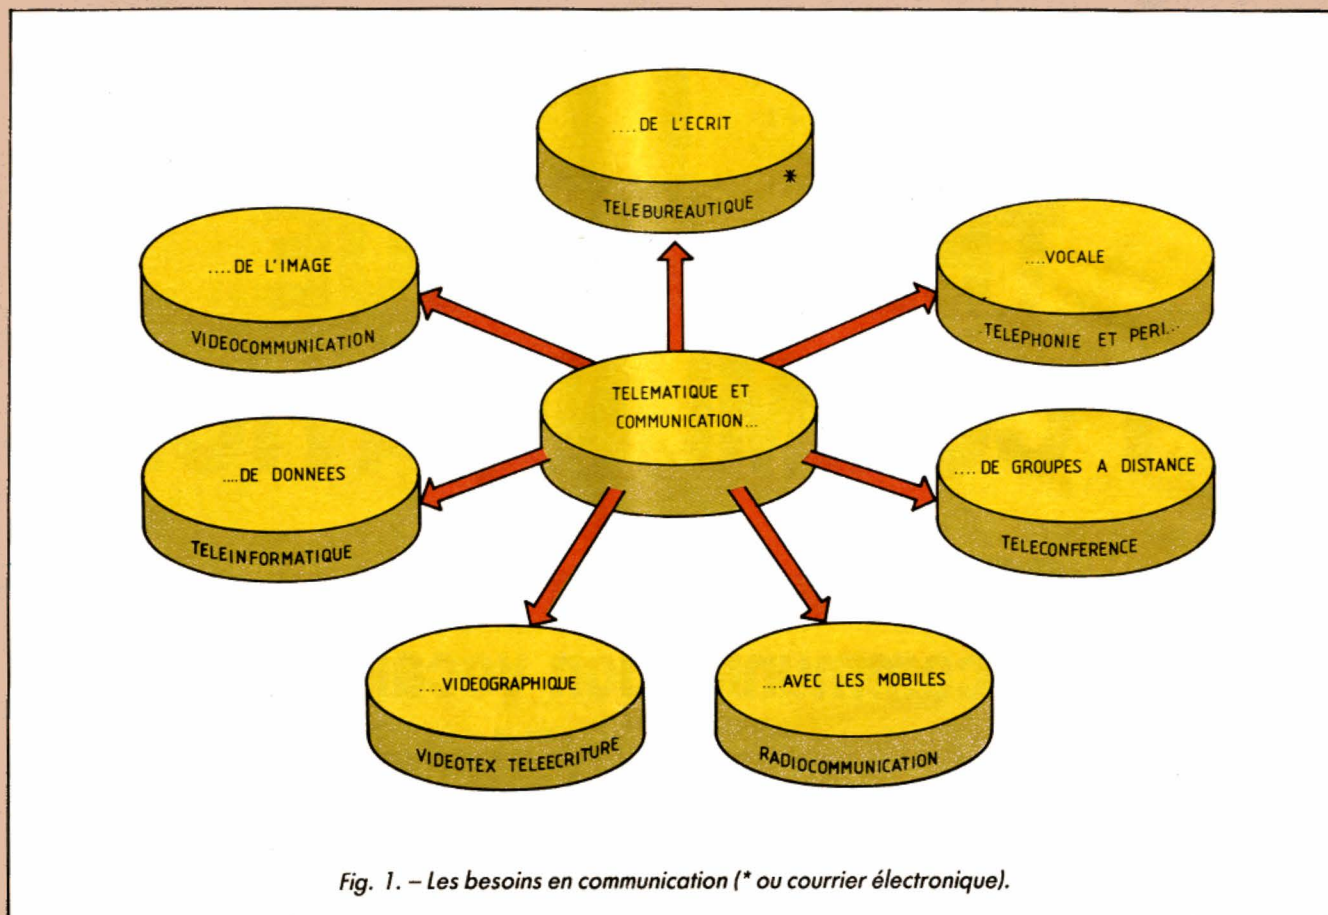 ....DE L'ECRIT
*
TELEBUREAUTIQUE
....DE L'IMAGE
VIDEOCOMMUNICATION
....VOCALE
TELEPHONIE ET PERI...
TELEMATIQUE ET
COMMUNICATION...
....DE DONNEES
TELEINFORMATIQUE
....DE GROUPES A DISTANCE
TELECONFERENCE
....VIDEOGRAPHIQUE
VIDEOTEX TELEECRITURE
....AVEC LES MOBILES
RADIOCOMMUNICATION
Fig. 1. – Les besoins en communication (* ou courrier électronique).